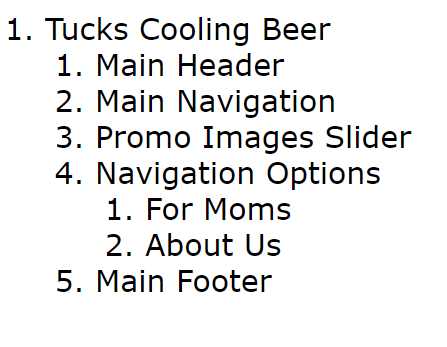 1. Tucks Cooling Beer
1. Main Header
2. Main Navigation
3. Promo Images Slider
4. Navigation Options
1. For Moms
2. About Us
5. Main Footer